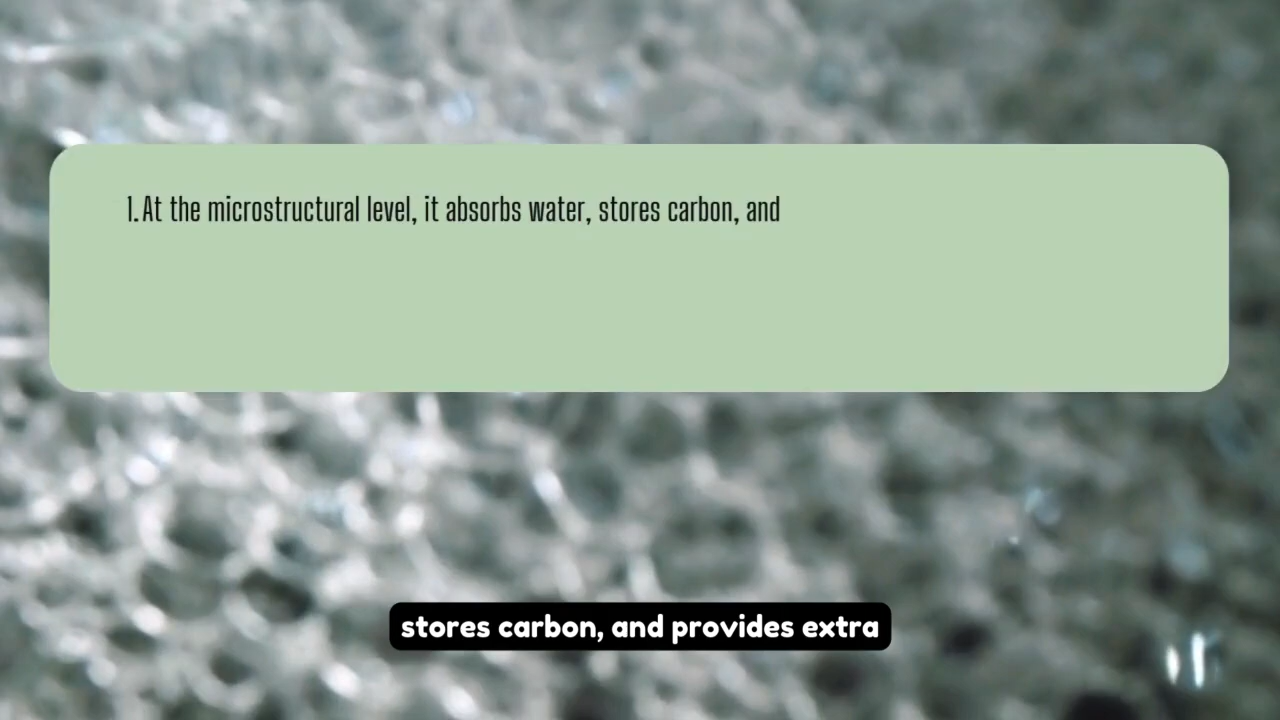 1. At the microstructural level, it absorbs water, stores carbon, and
stores carbon, and provides extra